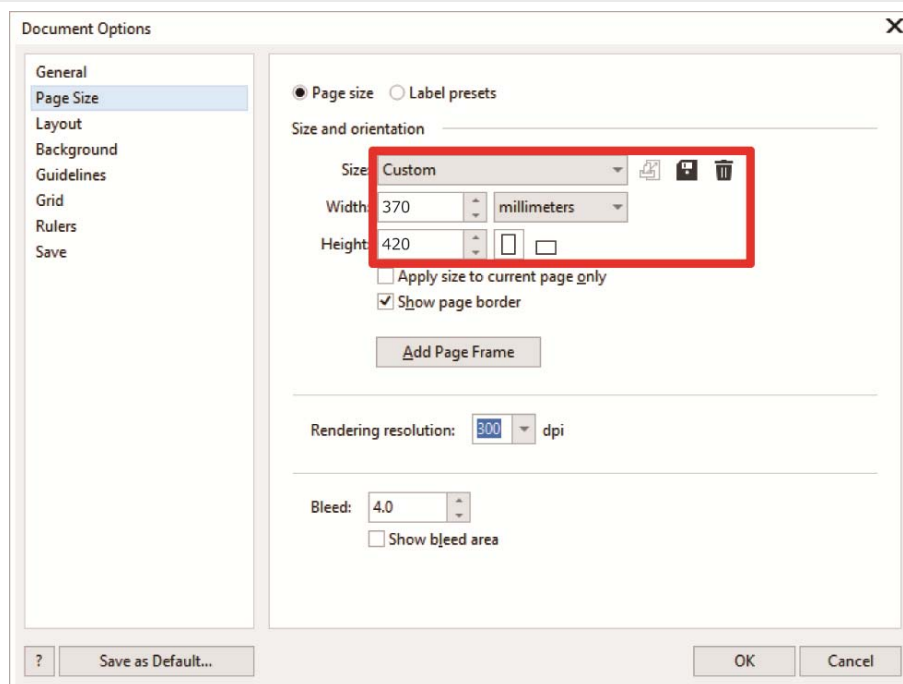 Document Options
General
Page Size
Layout
Background
Guidelines
Grid
Rulers
Save
Page size Label presets
Size and orientation
Size: Custom
Width: 370 millimeters
Height: 420
Apply size to current page only
Show page border
Add Page Frame
Rendering resolution: 300 dpi
Bleed: 4.0
Show bleed area
? Save as Default... OK Cancel